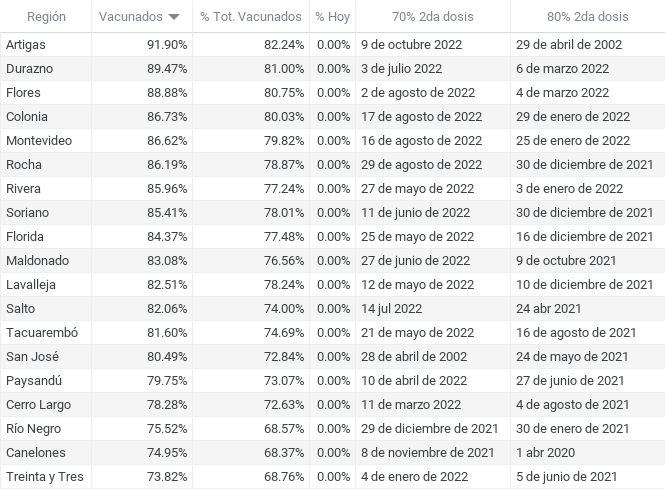 Región Vacunados % Tot. Vacunados % Hoy 70% 2da dosis 80% 2da dosis
Artigas 91.90% 82.24% 0.00% 9 de octubre 2022 29 de abril de 2002
Durazno 89.47% 81.00% 0.00% 3 de julio 2022 6 de marzo 2022
Flores 88.88% 80.75% 0.00% 2 de agosto de 2022 4 de marzo 2022
Colonia 86.73% 80.03% 0.00% 17 de agosto de 2022 29 de enero de 2022
Montevideo 86.62% 79.82% 0.00% 16 de agosto de 2022 25 de enero de 2022
Rocha 86.19% 78.87% 0.00% 29 de agosto de 2022 30 de diciembre de 2021
Rivera 85.96% 77.24% 0.00% 27 de mayo de 2022 3 de enero de 2022
Soriano 85.41% 78.01% 0.00% 11 de junio de 2022 30 de diciembre de 2021
Florida 84.37% 77.48% 0.00% 25 de mayo de 2022 16 de diciembre de 2021
Maldonado 83.08% 76.56% 0.00% 27 de junio de 2022 9 de octubre 2021
Lavalleja 82.51% 78.24% 0.00% 12 de mayo de 2022 10 de diciembre de 2021
Salto 82.06% 74.00% 0.00% 14 jul 2022 24 abr 2021
Tacuarembó 81.60% 74.69% 0.00% 21 de mayo de 2022 16 de agosto de 2021
San José 80.49% 72.84% 0.00% 28 de abril de 2002 24 de mayo de 2021
Paysandú 79.75% 73.07% 0.00% 10 de abril de 2022 27 de junio de 2021
Cerro Largo 78.28% 72.63% 0.00% 11 de marzo 2022 4 de agosto de 2021
Río Negro 75.52% 68.57% 0.00% 29 de diciembre de 2021 30 de enero de 2021
Canelones 74.95% 68.37% 0.00% 8 de noviembre de 2021 1 abr 2020
Treinta y Tres 73.82% 68.76% 0.00% 4 de enero de 2022 5 de junio de 2021